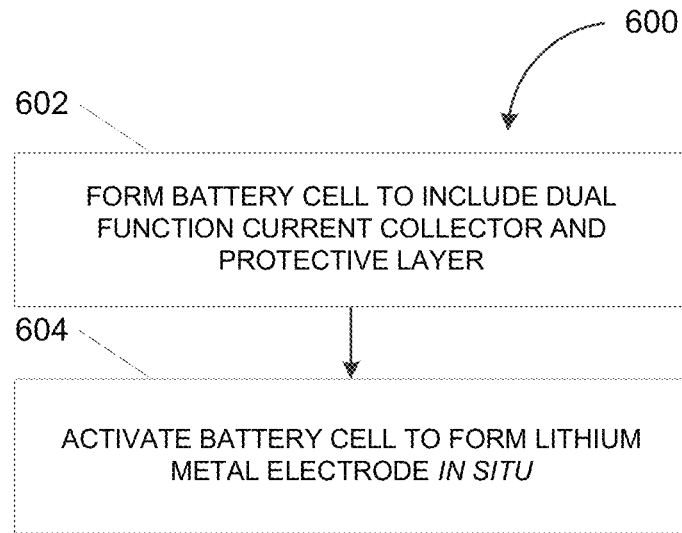 600
602
FORM BATTERY CELL TO INCLUDE DUAL
FUNCTION CURRENT COLLECTOR AND
PROTECTIVE LAYER
604
ACTIVATE BATTERY CELL TO FORM LITHIUM
METAL ELECTRODE IN SITU